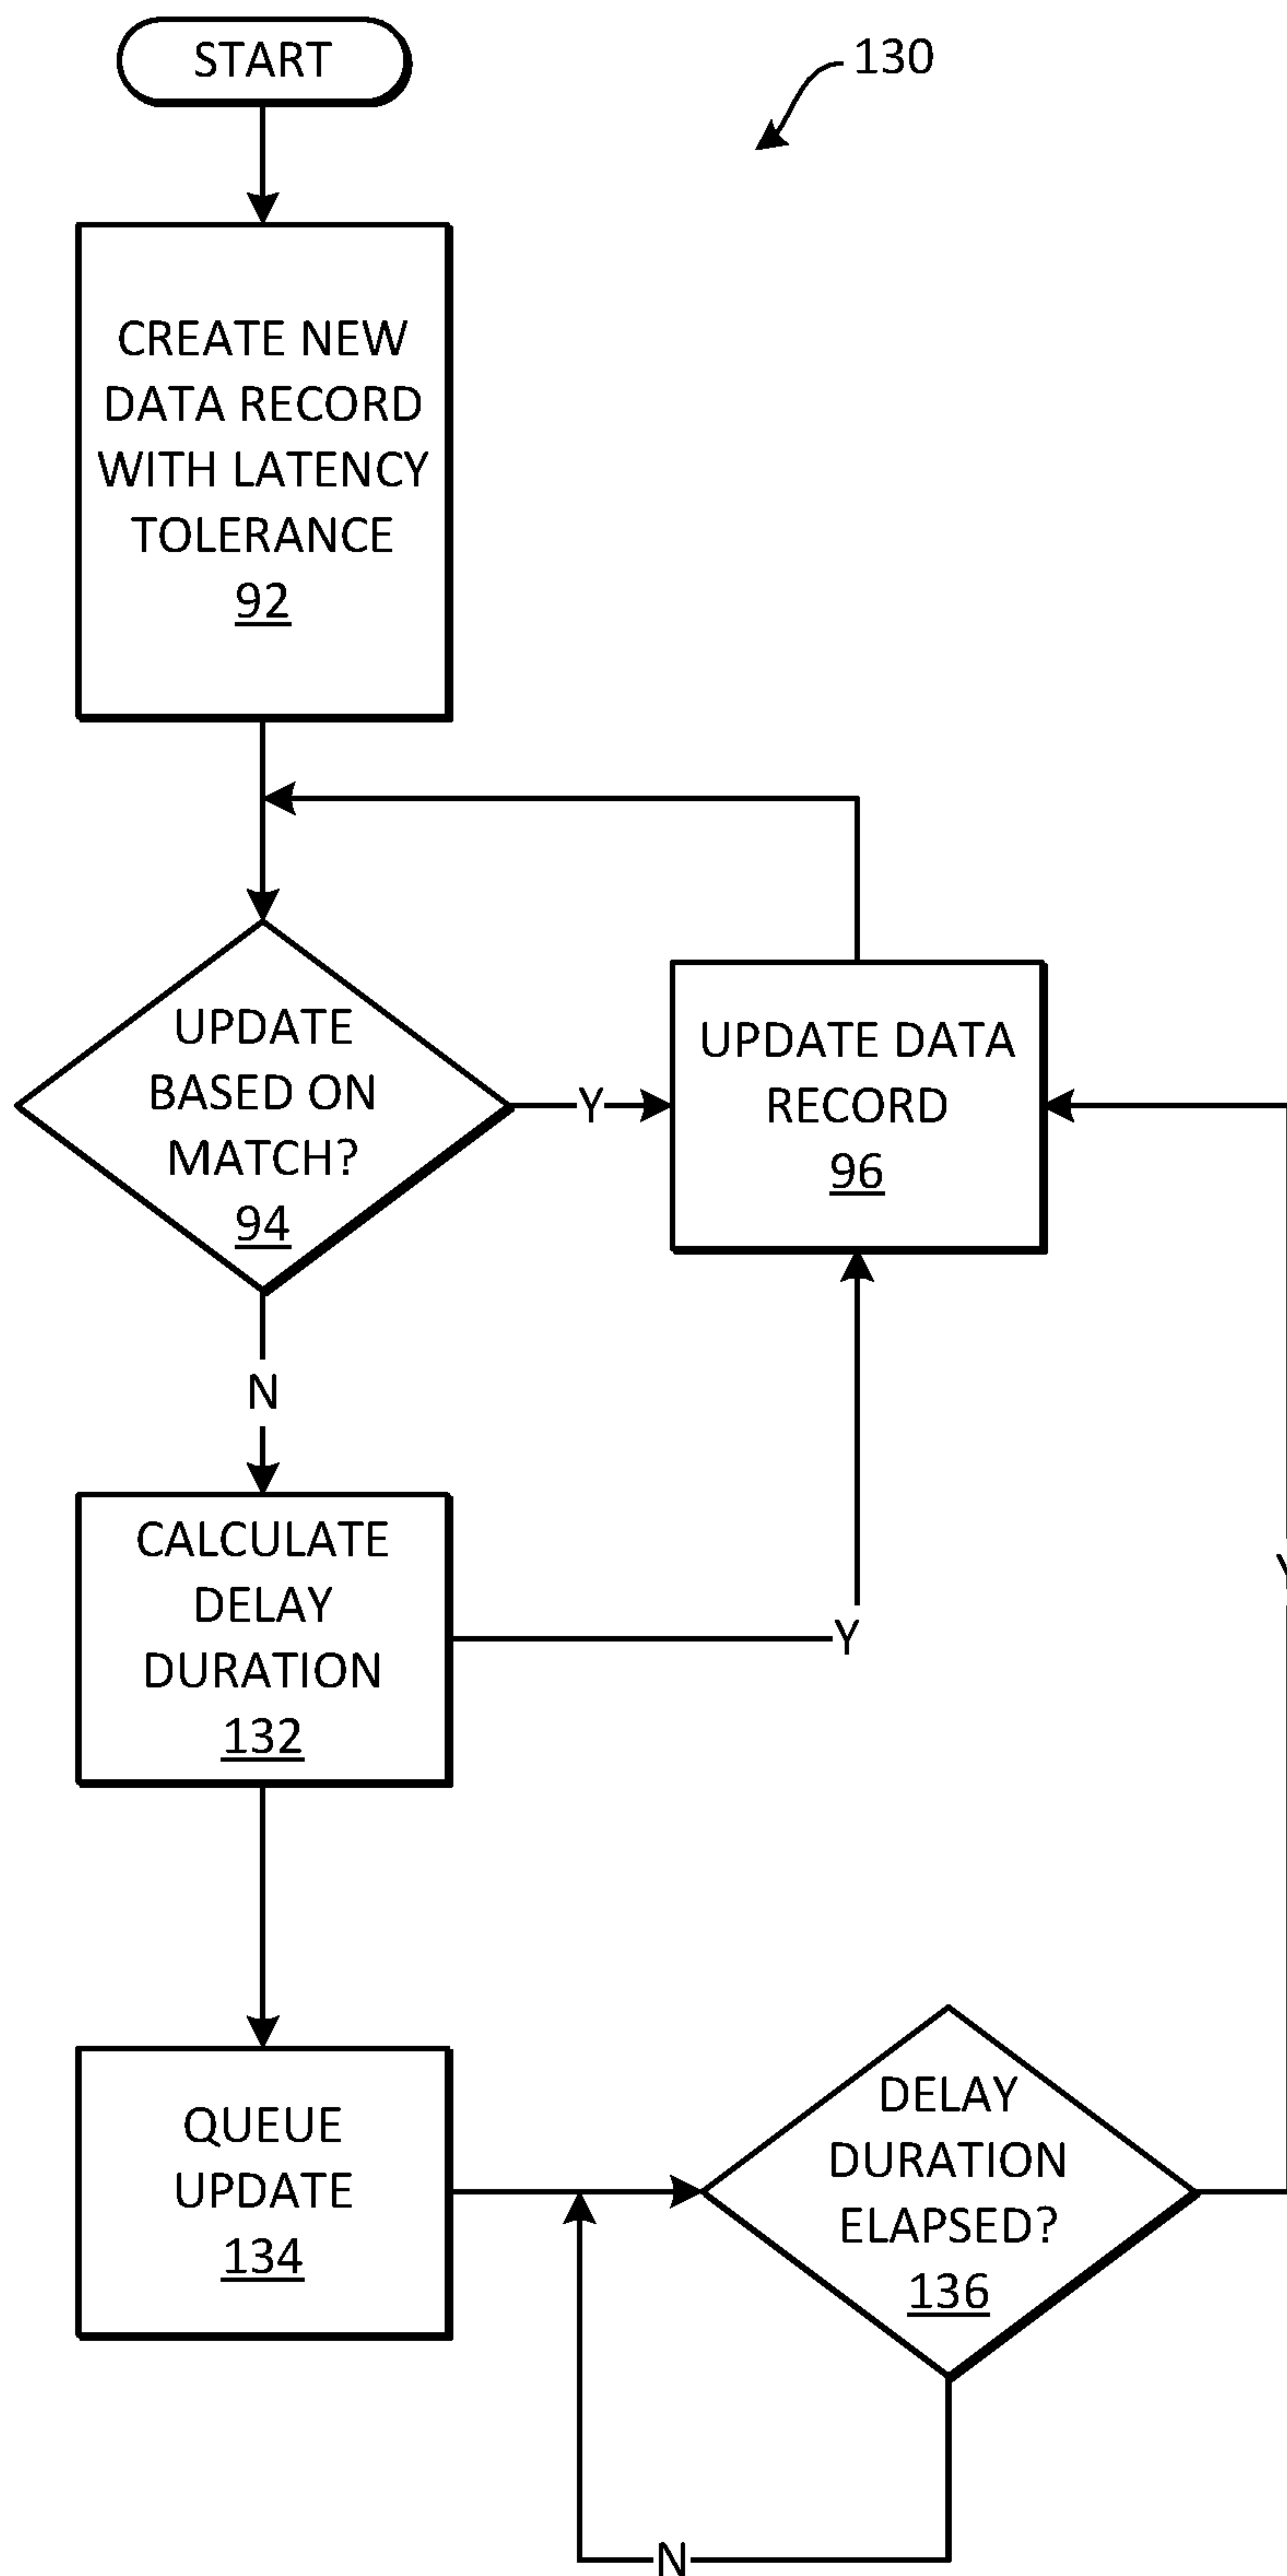 START
130
CREATE NEW
DATA RECORD
WITH LATENCY
TOLERANCE
92
UPDATE
BASED ON
MATCH?
94
Y
UPDATE DATA
RECORD
96
N
CALCULATE
DELAY
DURATION
132
Y
Y
QUEUE
UPDATE
134
DELAY
DURATION
ELAPSED?
136
N